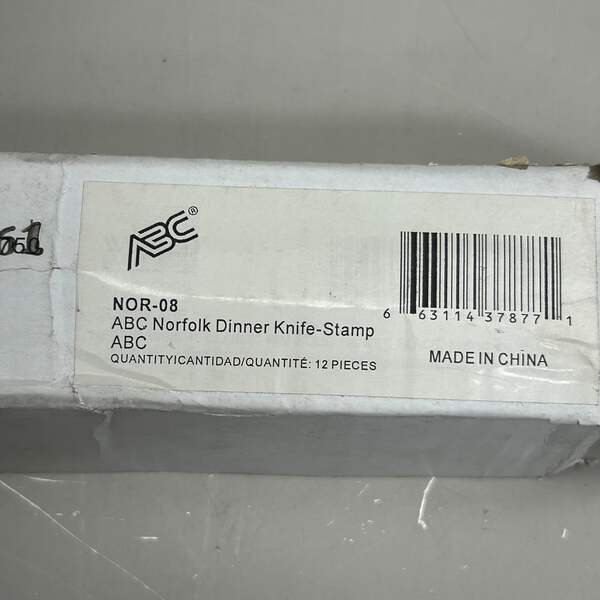 61
ABC®
NOR-08
ABC Norfolk Dinner Knife-Stamp
ABC
QUANTITYICANTIDAD/QUANTITÉ: 12 PIECES
6 63114 37877 1
MADE IN CHINA